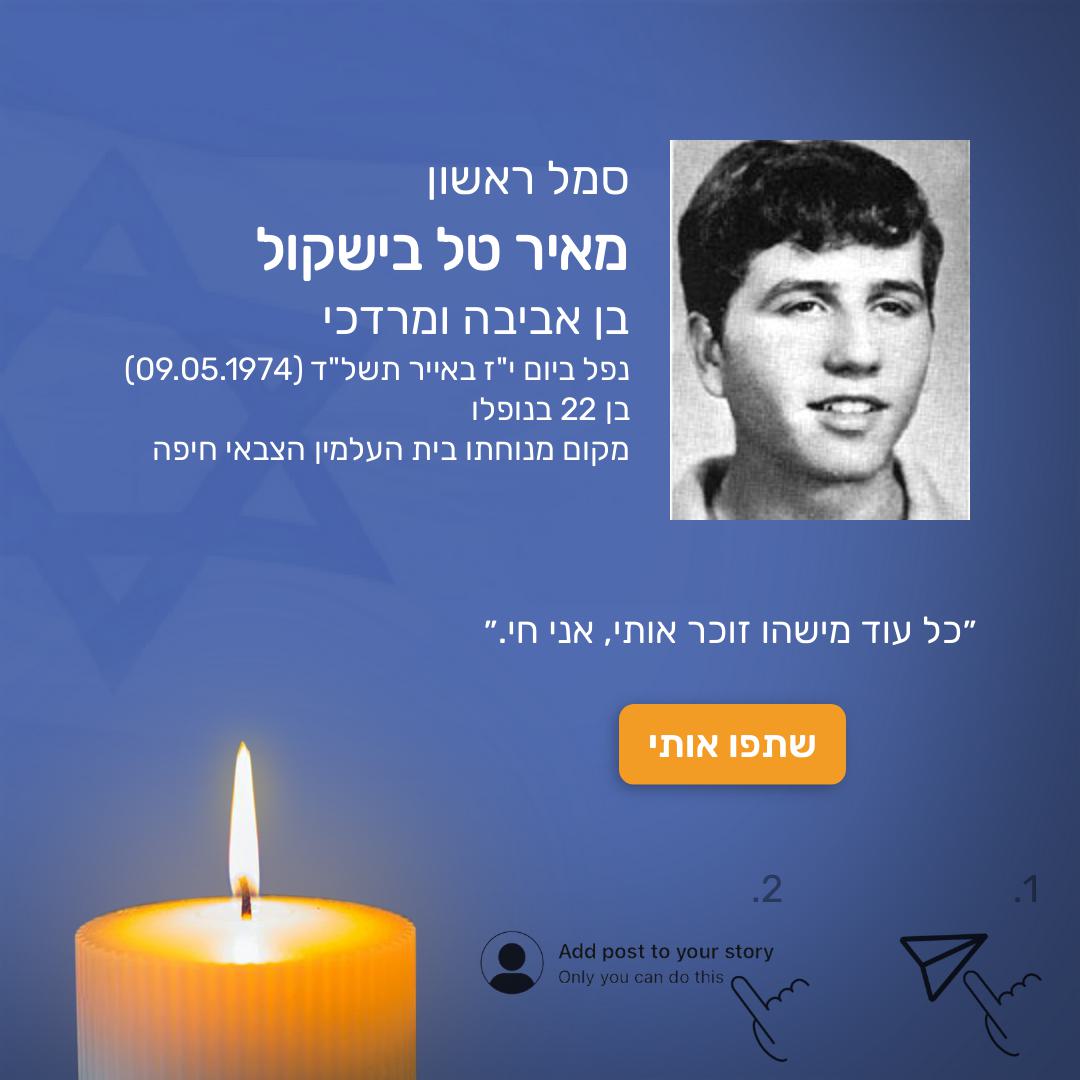 סמל ראשון
מאיר טל בישקול
בן אביבה ומרדכי
נפל ביום י"ז באייר תשל"ד (09.05.1974)
בן 22 בנופלו
מקום מנוחתו בית העלמין הצבאי חיפה
״כל עוד מישהו זוכר אותי, אני חי.״
שתפו אותי
1.
2.
Add post to your story
Only you can do this